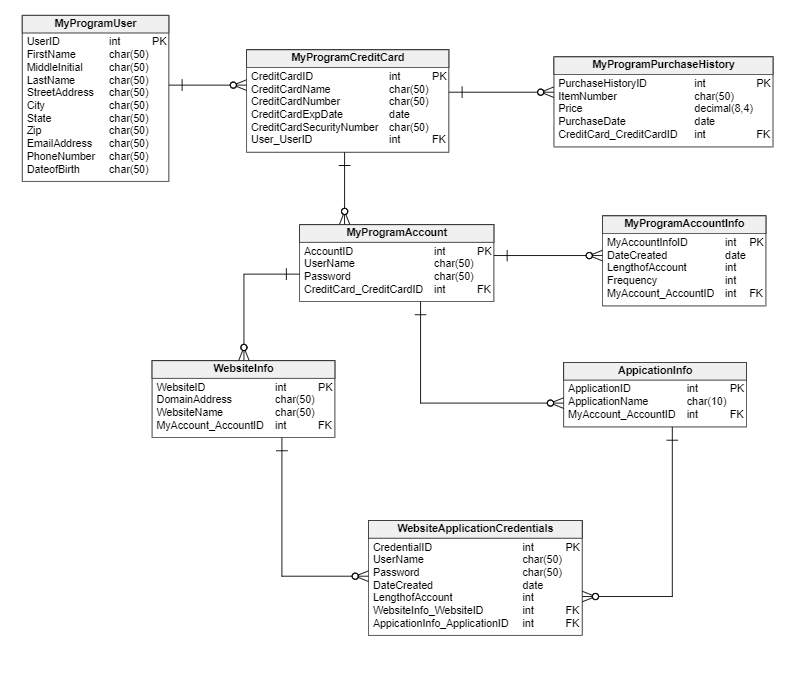 MyProgramUser
UserID int PK
FirstName char(50)
MiddleInitial char(50)
LastName char(50)
StreetAddress char(50)
City char(50)
State char(50)
Zip char(50)
EmailAddress char(50)
PhoneNumber char(50)
DateofBirth char(50)
MyProgramCreditCard
CreditCardID int PK
CreditCardName char(50)
CreditCardNumber char(50)
CreditCardExpDate date
CreditCardSecurityNumber char(50)
User_UserID int FK
MyProgramPurchaseHistory
PurchaseHistoryID int PK
ItemNumber char(50)
Price decimal(8,4)
PurchaseDate date
CreditCard_CreditCardID int FK
MyProgramAccount
AccountID int PK
UserName char(50)
Password char(50)
CreditCard_CreditCardID int FK
MyProgramAccountInfo
MyAccountInfoID int PK
DateCreated date
LengthofAccount int
Frequency int
MyAccount_AccountID int FK
WebsiteInfo
WebsiteID int PK
DomainAddress char(50)
WebsiteName char(50)
MyAccount_AccountID int FK
AppicationInfo
ApplicationID int PK
ApplicationName char(10)
MyAccount_AccountID int FK
WebsiteApplicationCredentials
CredentialID int PK
UserName char(50)
Password char(50)
DateCreated date
LengthofAccount int
WebsiteInfo_WebsiteID int FK
AppicationInfo_ApplicationID int FK